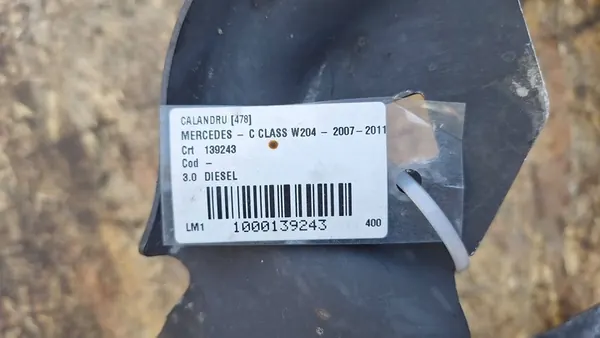 CALANDRU [478]
MERCEDES - C CLASS W204 - 2007-2011
Crt 139243
Cod -
3.0 DIESEL
LM1 1000139243 400